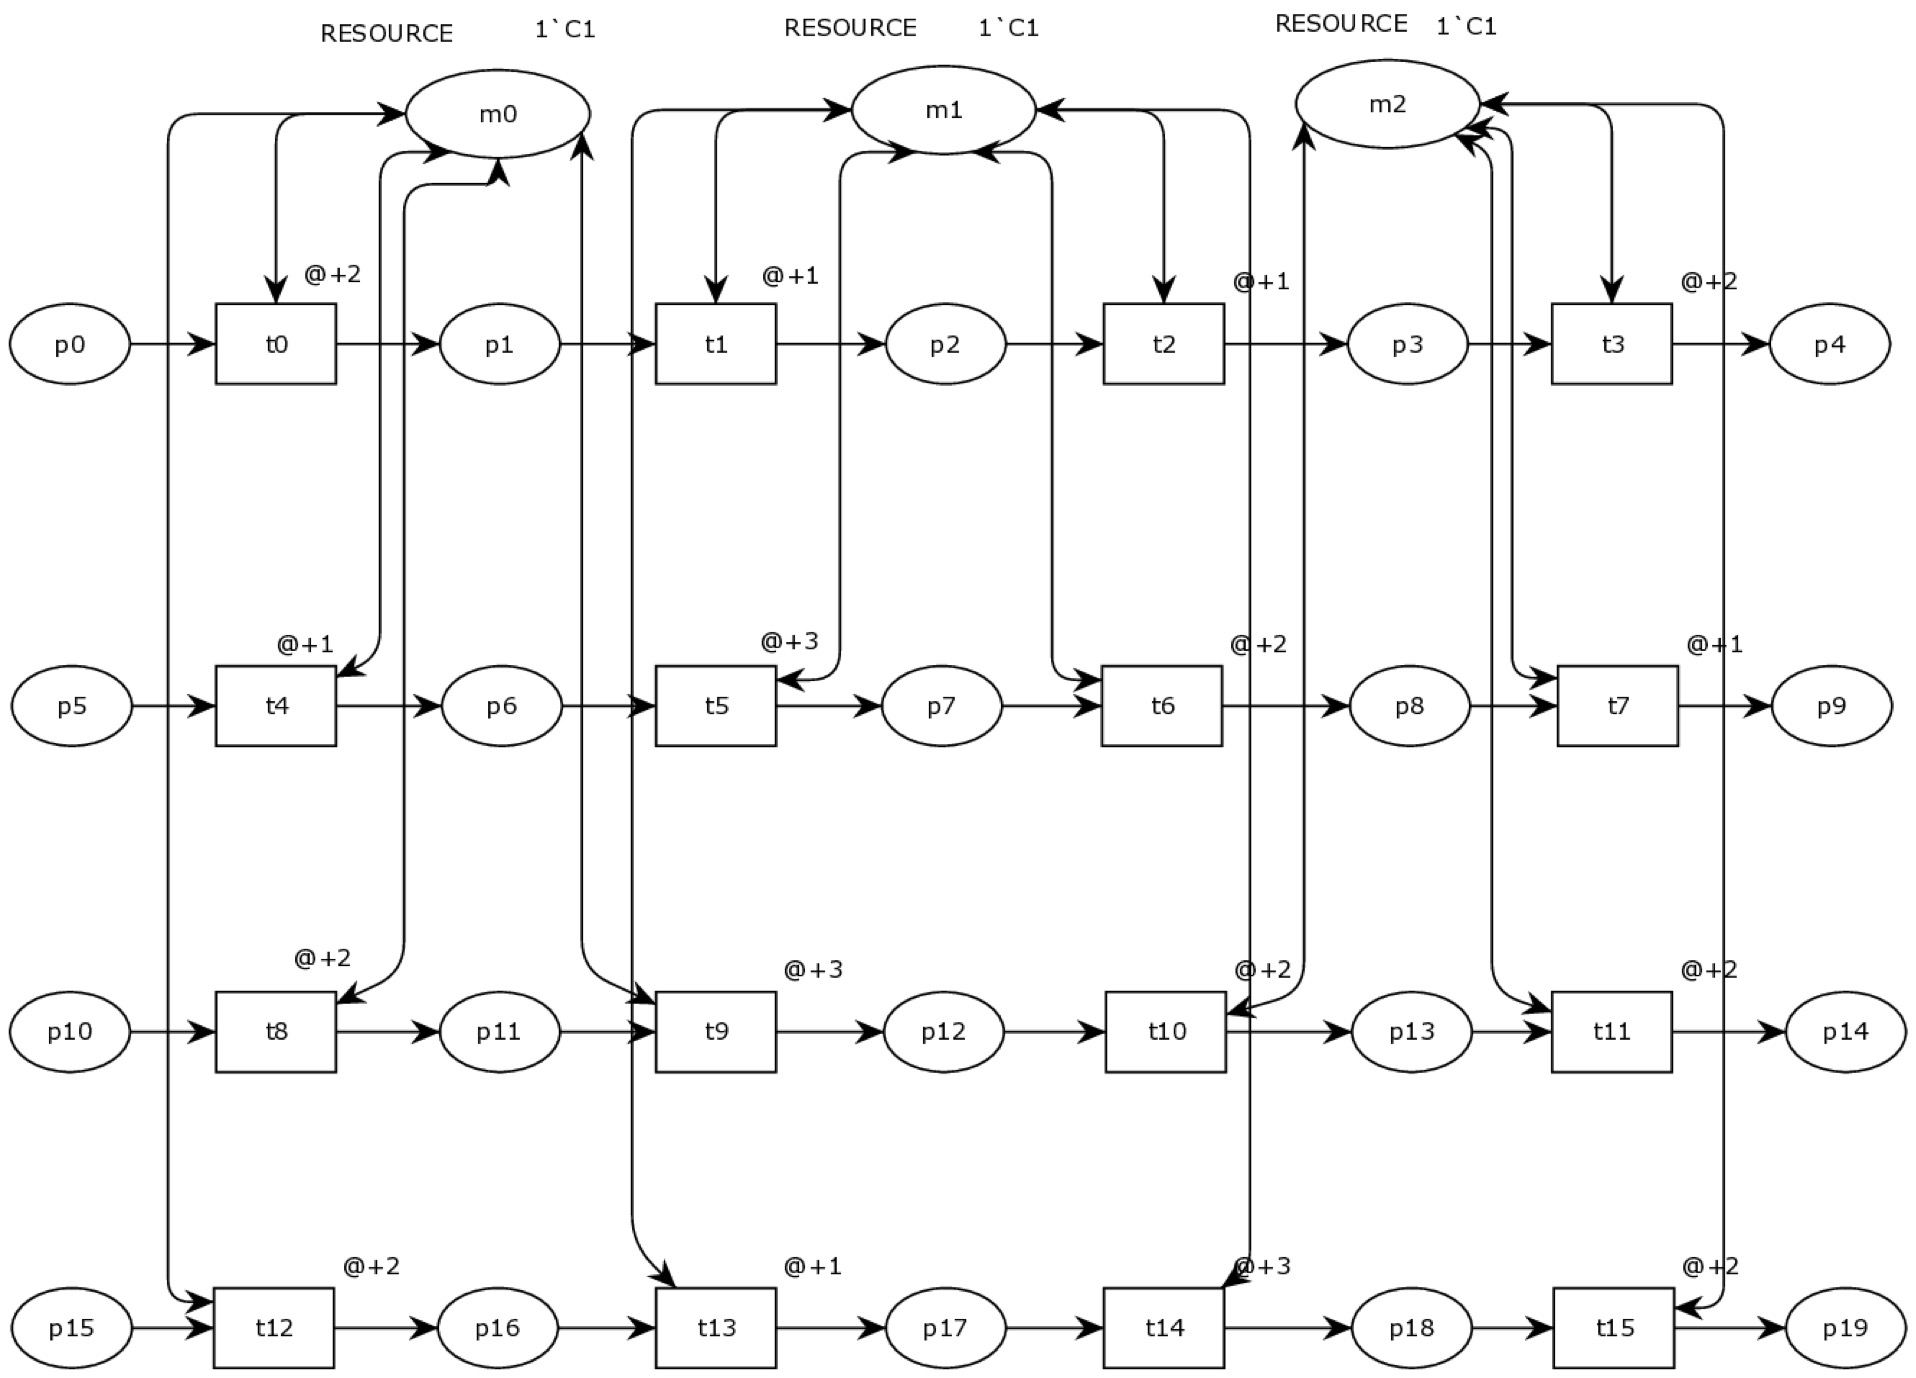 RESOURCE 1`C1 RESOURCE 1`C1 RESOURCE 1`C1
m0 m1 m2
@+2 @+1 @+1 @+2
p0 t0 p1 t1 p2 t2 p3 t3 p4
@+1 @+3 @+2 @+1
p5 t4 p6 t5 p7 t6 p8 t7 p9
@+2 @+3 @+2 @+2
p10 t8 p11 t9 p12 t10 p13 t11 p14
@+2 @+1 @+3 @+2
p15 t12 p16 t13 p17 t14 p18 t15 p19